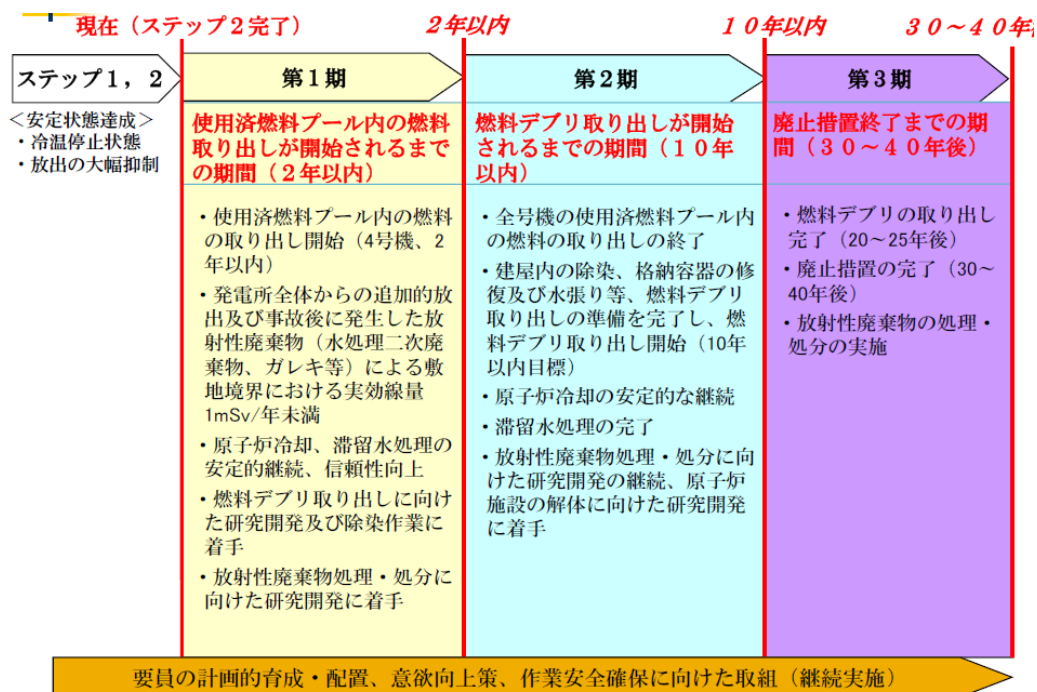 現在（ステップ２完了）
２年以内
１０年以内
３０～４０年後
ステップ１，２
第１期
第２期
第３期
＜安定状態達成＞
・冷温停止状態
・放出の大幅抑制
使用済燃料プール内の燃料
取り出しが開始されるまで
の期間（２年以内）
・使用済燃料プール内の燃料
の取り出し開始（4号機、2
年以内）
・発電所全体からの追加的放
出及び事故後に発生した放
射性廃棄物（水処理二次廃
棄物、ガレキ等）による敷
地境界における実効線量
1mSv/年未満
・原子炉冷却、滞留水処理の
安定的継続、信頼性向上
・燃料デブリ取り出しに向け
た研究開発及び除染作業に
着手
・放射性廃棄物処理・処分に
向けた研究開発に着手
燃料デブリ取り出しが開始
されるまでの期間（１０年
以内）
・全号機の使用済燃料プール内
の燃料の取り出しの終了
・建屋内の除染、格納容器の修
復及び水張り等、燃料デブリ
取り出しの準備を完了し、燃
料デブリ取り出し開始（10年
以内目標）
・原子炉冷却の安定的な継続
・滞留水処理の完了
・放射性廃棄物処理・処分に向
けた研究開発の継続、原子炉
施設の解体に向けた研究開発
に着手
廃止措置終了までの期
間（３０～４０年後）
・燃料デブリの取り出し
完了（20～25年後）
・廃止措置の完了（30～
40年後）
・放射性廃棄物の処理・
処分の実施
要員の計画的育成・配置、意欲向上策、作業安全確保に向けた取組（継続実施）